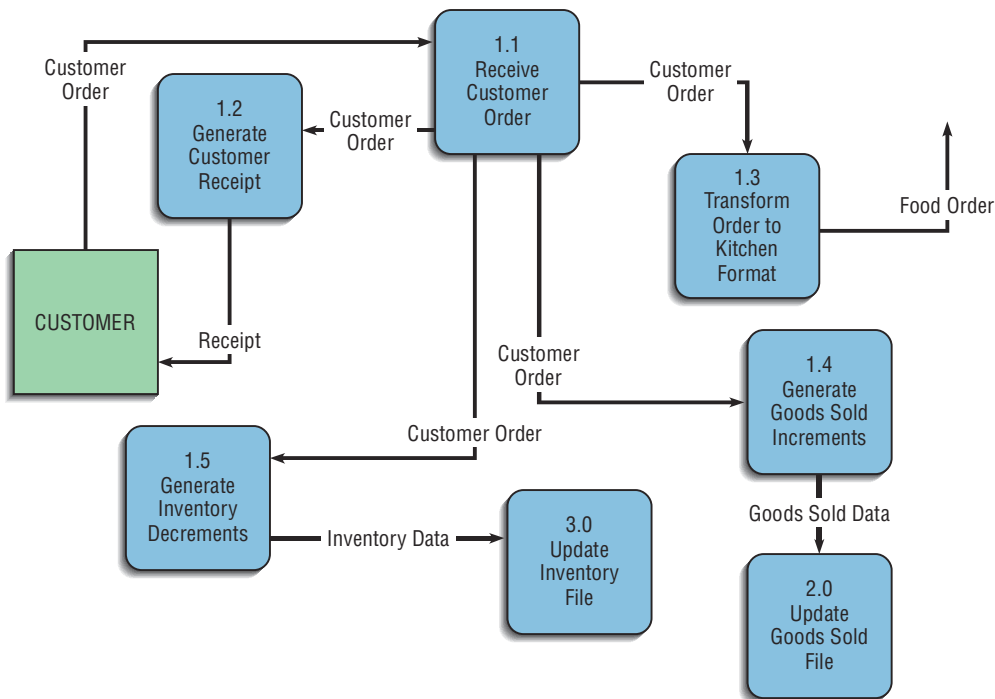 1.1
Receive
Customer
Order
Customer
Order
1.2
Generate
Customer
Receipt
Customer
Order
Customer
Order
1.3
Transform
Order to
Kitchen
Format
Food Order
CUSTOMER
Receipt
Customer
Order
1.4
Generate
Goods Sold
Increments
Customer Order
1.5
Generate
Inventory
Decrements
Inventory Data
3.0
Update
Inventory
File
Goods Sold Data
2.0
Update
Goods Sold
File